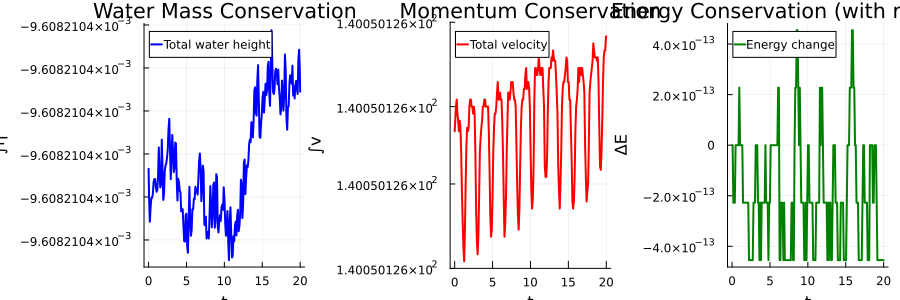 Water Mass Conservation
−9.6082104×10⁻³
−9.6082104×10⁻³
−9.6082104×10⁻³
−9.6082104×10⁻³
−9.6082104×10⁻³
−9.6082104×10⁻³
Total water height
0 5 10 15 20
Momentum Conservation
∫v
1.40050126×10²
1.40050126×10²
1.40050126×10²
1.40050126×10²
Total velocity
0 5 10 15 20
Energy Conservation (with r
ΔE
4.0×10⁻¹³
2.0×10⁻¹³
0
−2.0×10⁻¹³
−4.0×10⁻¹³
Energy change
0 5 10 15 20